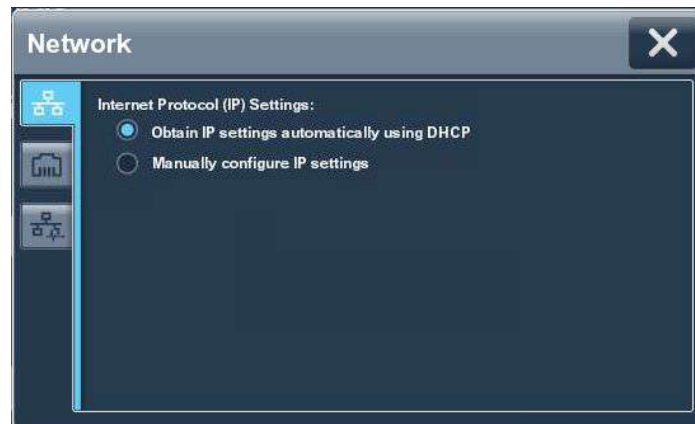 Network
Internet Protocol (IP) Settings:
Obtain IP settings automatically using DHCP
Manually configure IP settings